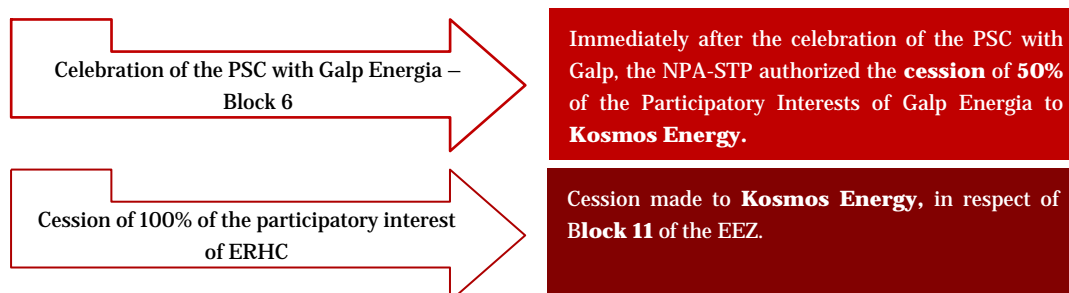 Celebration of the PSC with Galp Energia –
Block 6
Immediately after the celebration of the PSC with
Galp, the NPA-STP authorized the cession of 50%
of the Participatory Interests of Galp Energia to
Kosmos Energy.
Cession of 100% of the participatory interest
of ERHC
Cession made to Kosmos Energy, in respect of
Block 11 of the EEZ.